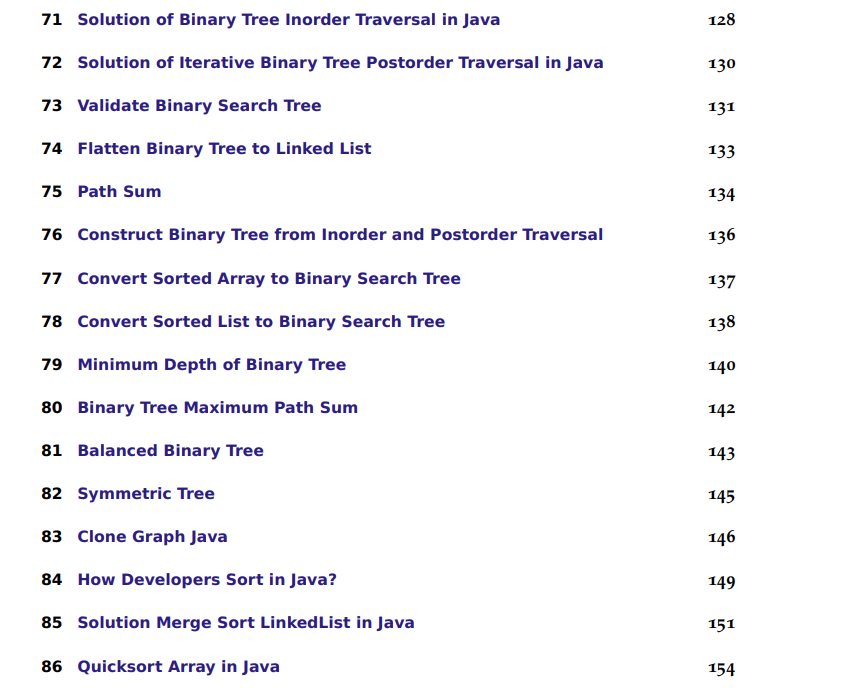 71 Solution of Binary Tree Inorder Traversal in Java 128
72 Solution of Iterative Binary Tree Postorder Traversal in Java 130
73 Validate Binary Search Tree 131
74 Flatten Binary Tree to Linked List 133
75 Path Sum 134
76 Construct Binary Tree from Inorder and Postorder Traversal 136
77 Convert Sorted Array to Binary Search Tree 137
78 Convert Sorted List to Binary Search Tree 138
79 Minimum Depth of Binary Tree 140
80 Binary Tree Maximum Path Sum 142
81 Balanced Binary Tree 143
82 Symmetric Tree 145
83 Clone Graph Java 146
84 How Developers Sort in Java? 149
85 Solution Merge Sort LinkedList in Java 151
86 Quicksort Array in Java 154